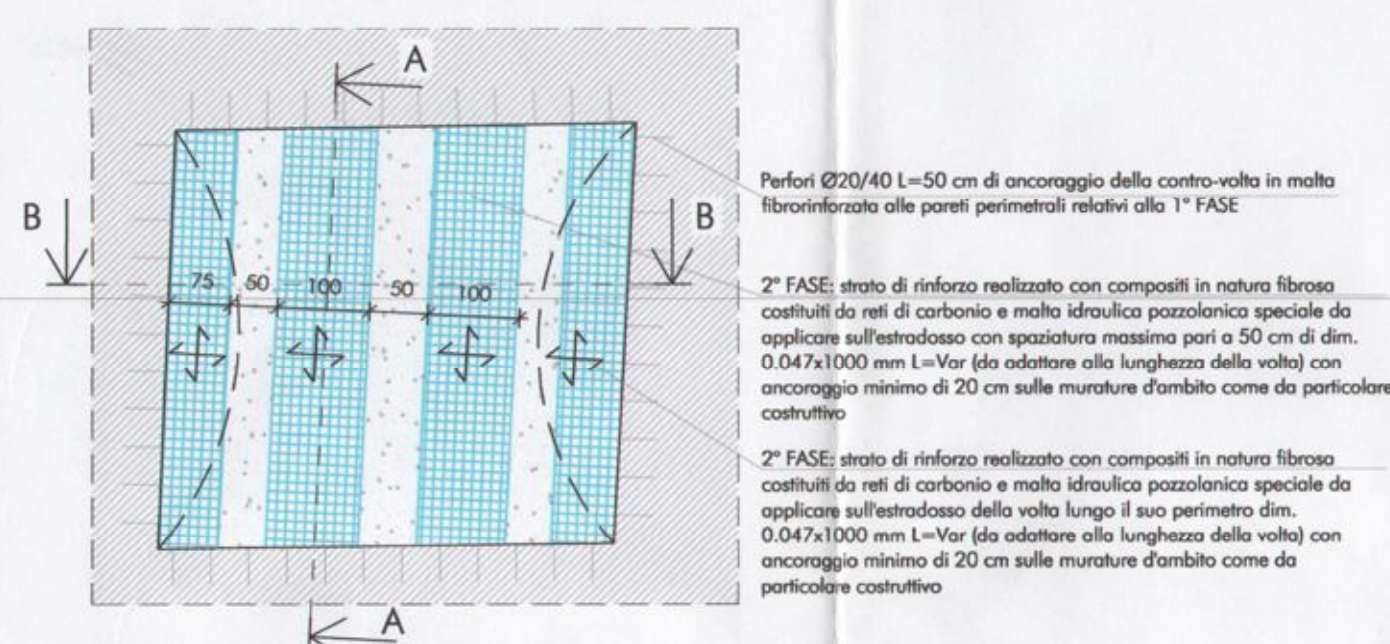 A
B
B
75 50 100 50 100
A
Perfori Ø20/40 L=50 cm di ancoraggio della contro-volta in malta
fibrorinforzata alle pareti perimetrali relativi alla 1° FASE
2° FASE: strato di rinforzo realizzato con compositi in natura fibrosa
costituiti da reti di carbonio e malta idraulica pozzolanica speciale da
applicare sull'estradosso con spaziatura massima pari a 50 cm di dim.
0.047x1000 mm L=Var (da adattare alla lunghezza della volta) con
ancoraggio minimo di 20 cm sulle murature d'ambito come da particolare
costruttivo
2° FASE: strato di rinforzo realizzato con compositi in natura fibrosa
costituiti da reti di carbonio e malta idraulica pozzolanica speciale da
applicare sull'estradosso della volta lungo il suo perimetro dim.
0.047x1000 mm L=Var (da adattare alla lunghezza della volta) con
ancoraggio minimo di 20 cm sulle murature d'ambito come da
particolare costruttivo